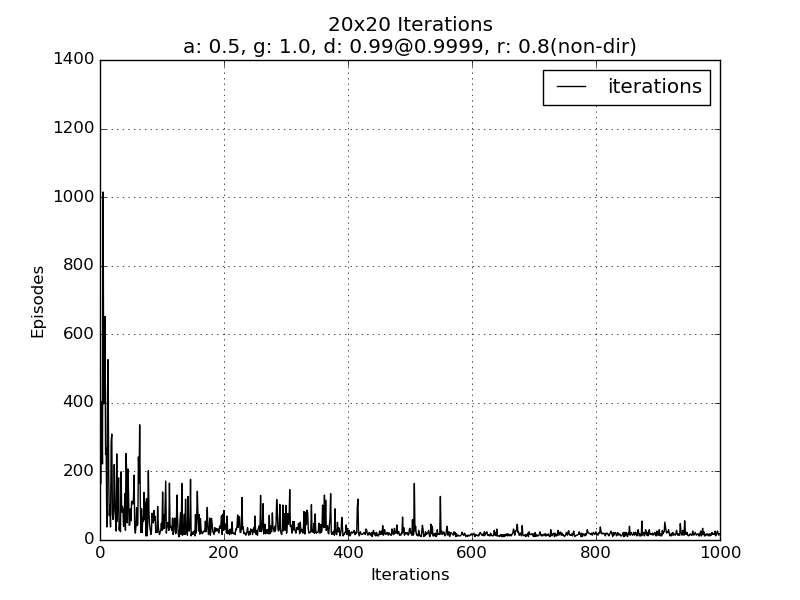 20x20 Iterations
a: 0.5, g: 1.0, d: 0.99@0.9999, r: 0.8(non-dir)
1400
iterations
1200
1000
800
Episodes
600
400
200
0
0 200 400 600 800 1000
Iterations